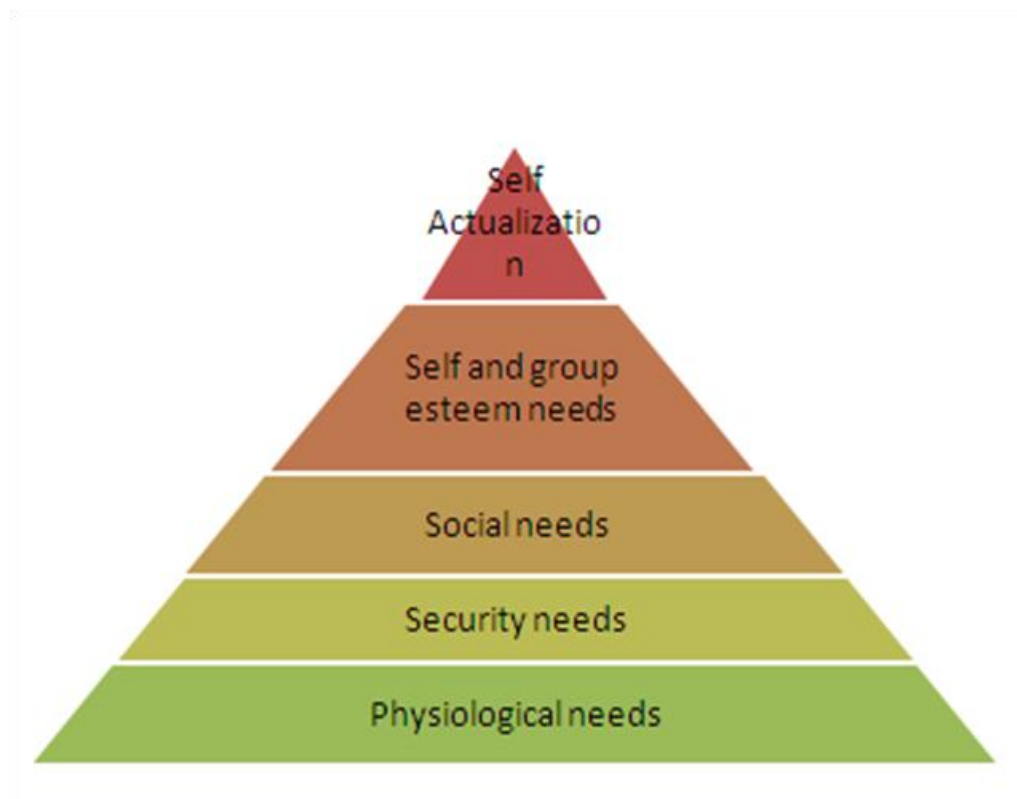 Self
Actualizatio
n
Self and group
esteem needs
Social needs
Security needs
Physiological needs